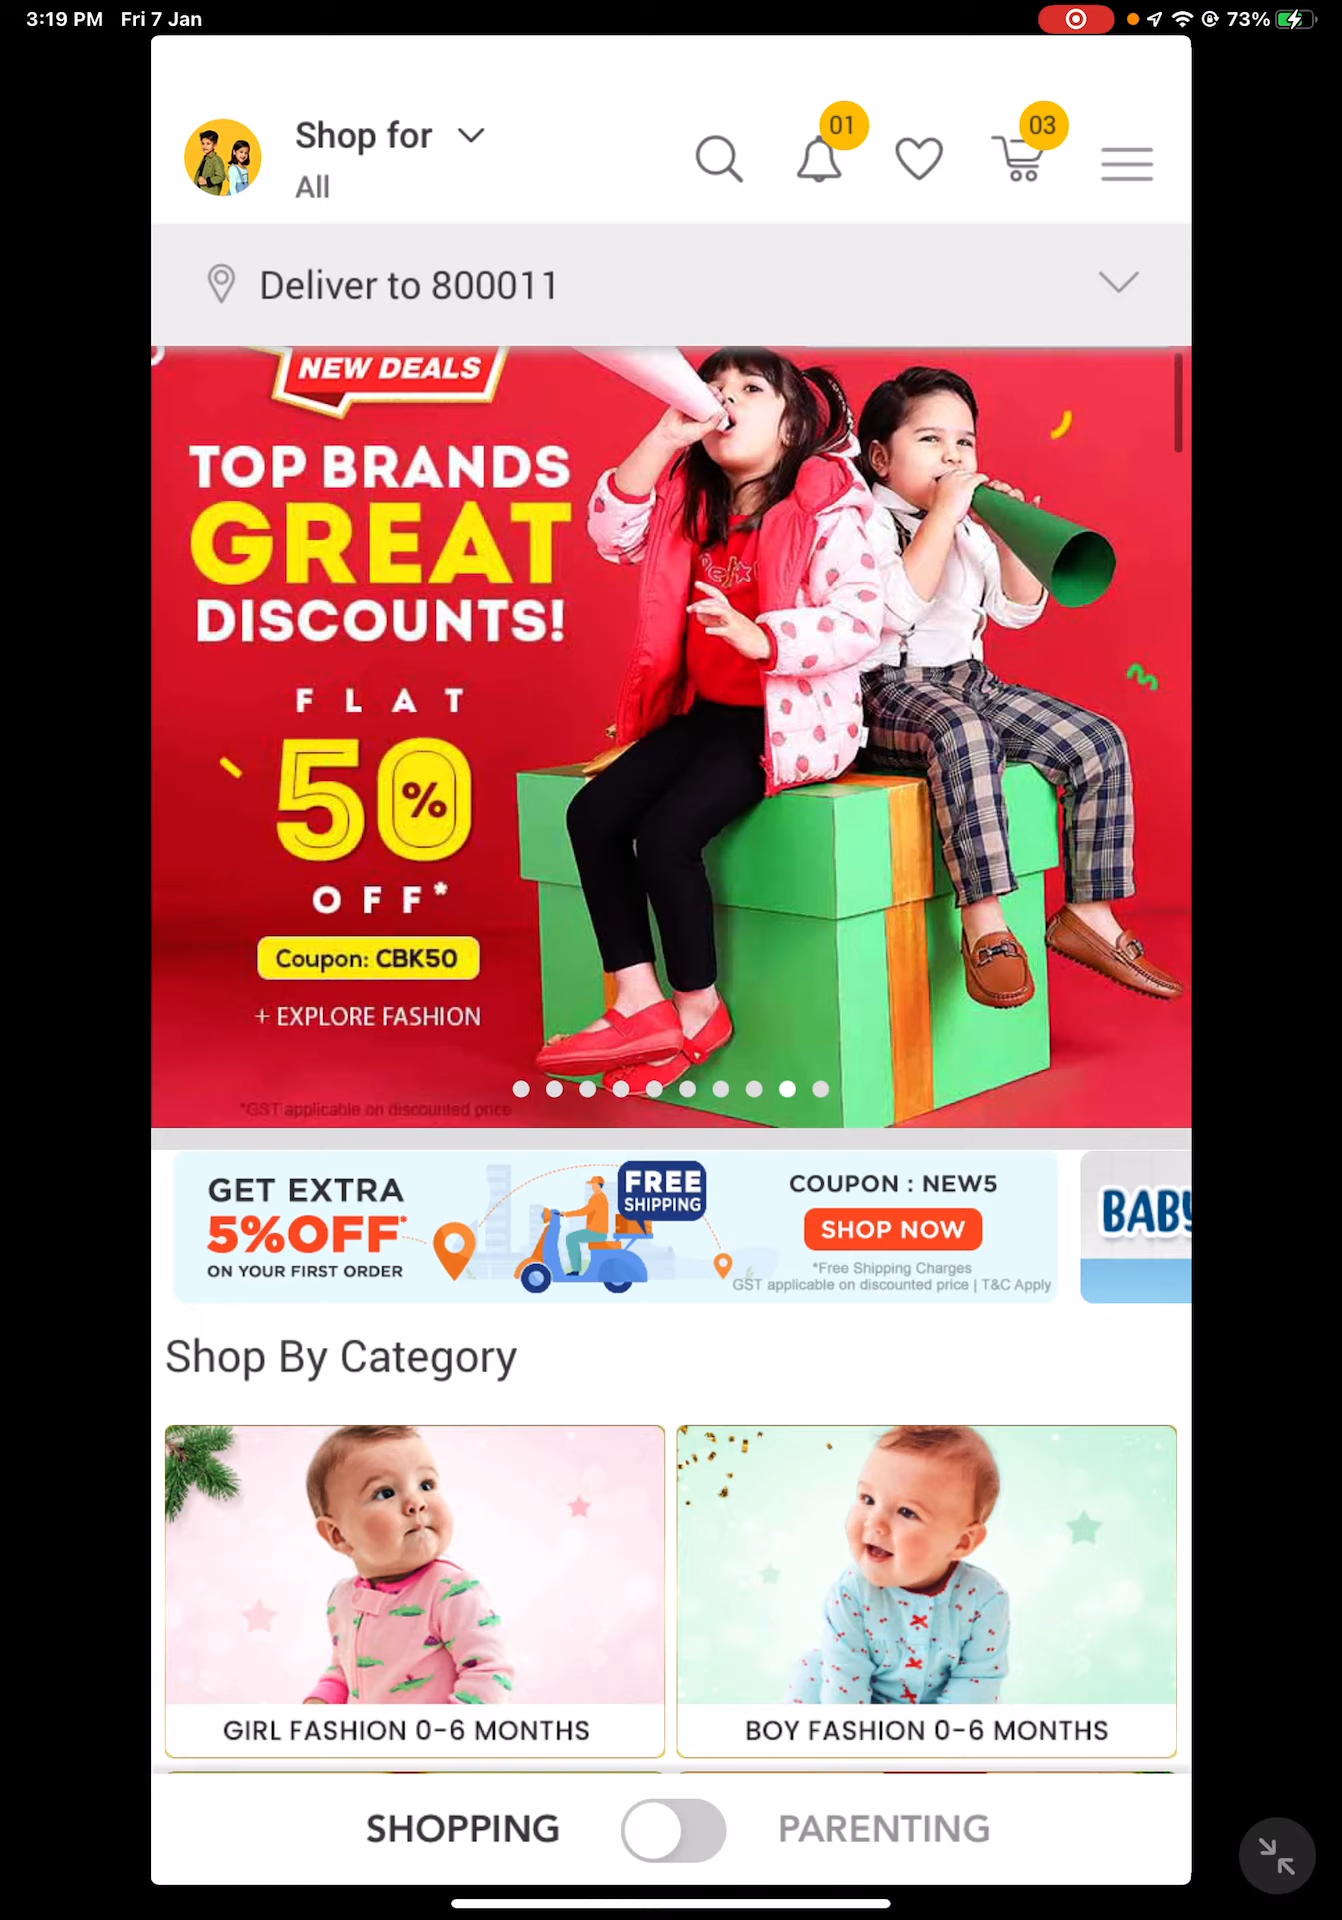 3:19 PM Fri 7 Jan
73%
Shop for
All
01
03
Deliver to 800011
NEW DEALS
TOP BRANDS
GREAT
DISCOUNTS!
FLAT
50%
OFF*
Coupon: CBK50
+ EXPLORE FASHION
*GST applicable on discounted price
GET EXTRA
5%OFF*
ON YOUR FIRST ORDER
FREE
SHIPPING
COUPON : NEW5
SHOP NOW
*Free Shipping Charges
GST applicable on discounted price | T&C Apply
BABY
Shop By Category
GIRL FASHION 0-6 MONTHS
BOY FASHION 0-6 MONTHS
SHOPPING
PARENTING